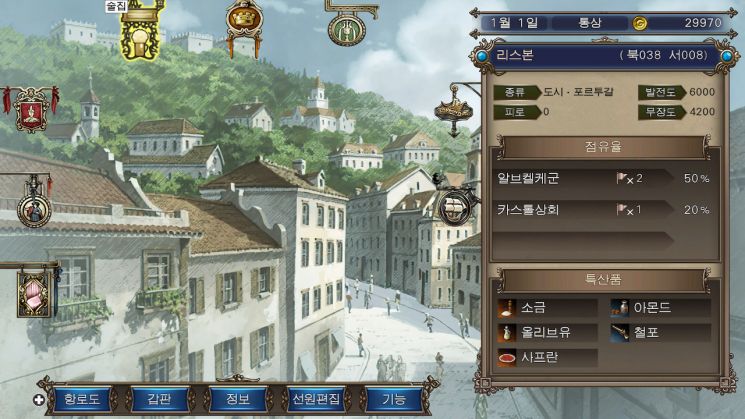 술집
1월 1일 통상 29970
리스본 (북038 서008)
종류 도시 - 포르투갈 발전도 6000
피로 0 무장도 4200
점유율
알브켈케군 x 2 50%
카스톨상회 x 1 20%
특산품
소금 아몬드
올리브유 철포
사프란
항로도 갑판 정보 선원편집 기능